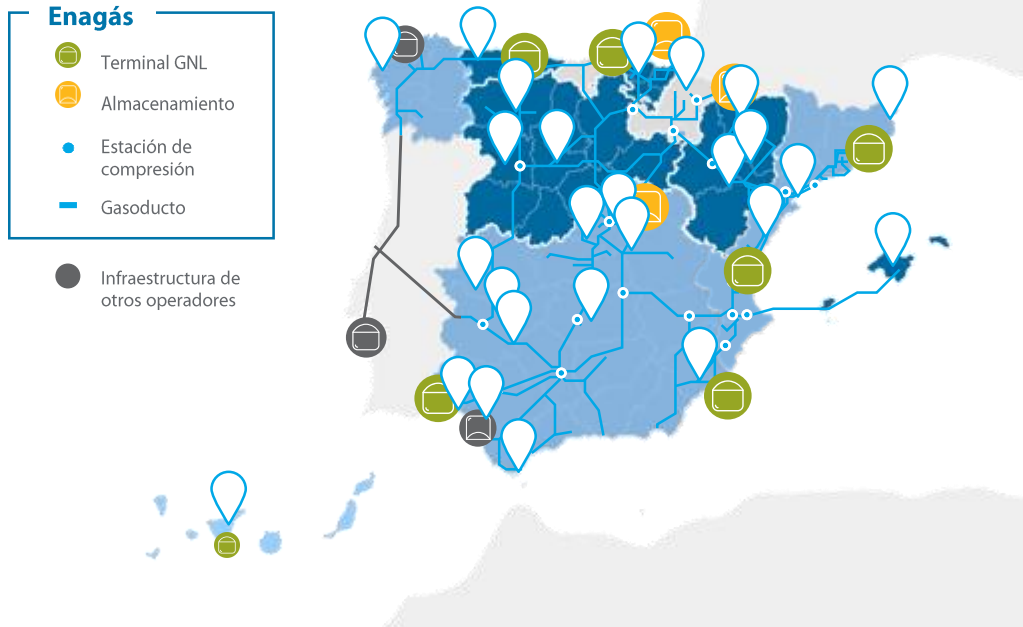 Enagás
Terminal GNL
Almacenamiento
Estación de
compresión
Gasoducto
Infraestructura de
otros operadores